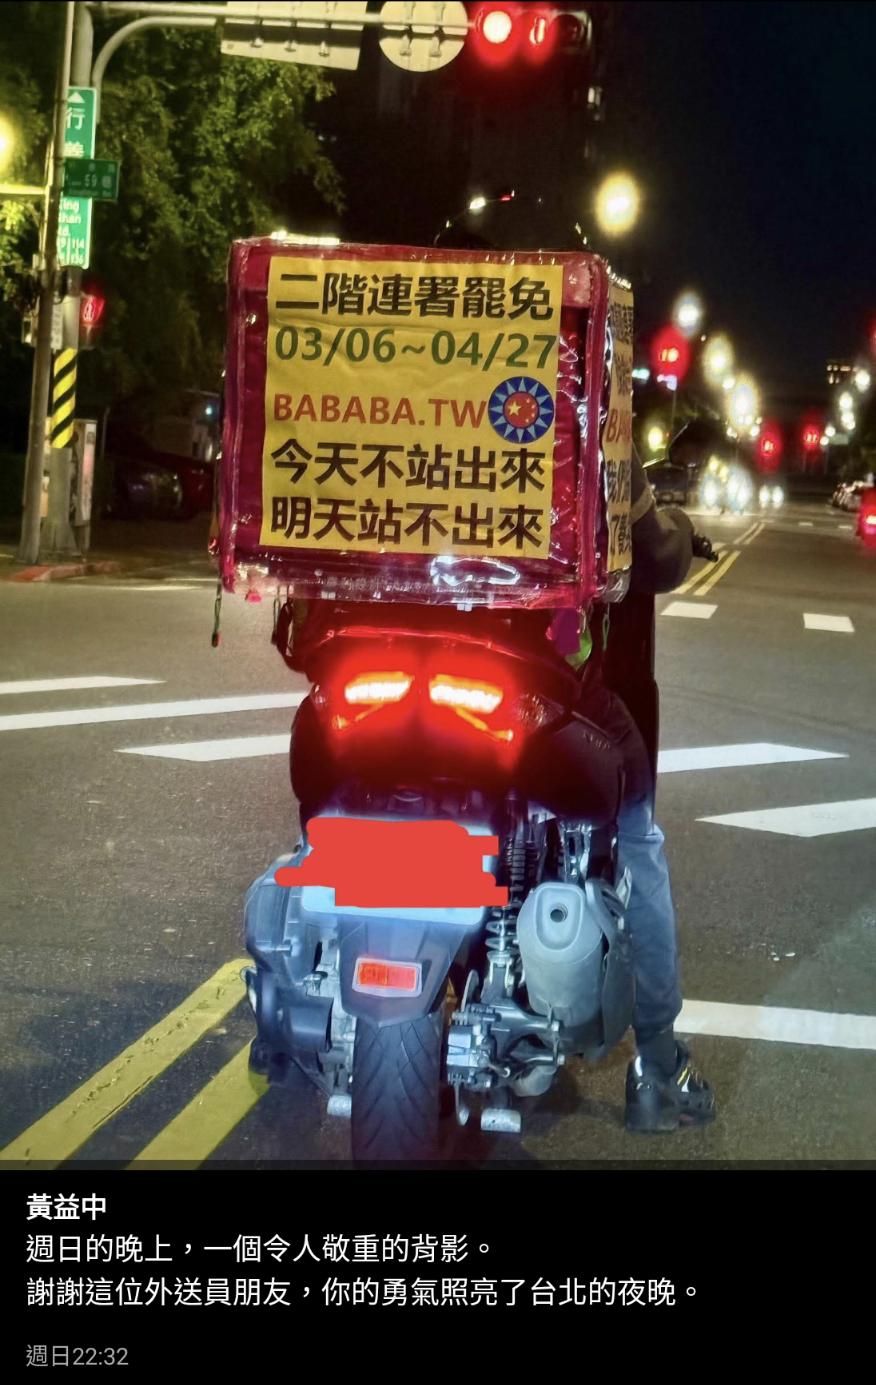 行
善
59 巷
二階連署罷免
03/06~04/27
BABABA.TW
今天不站出來
明天站不出來
黃益中
週日的晚上，一個令人敬重的背影。
謝謝這位外送員朋友，你的勇氣照亮了台北的夜晚。
週日22:32